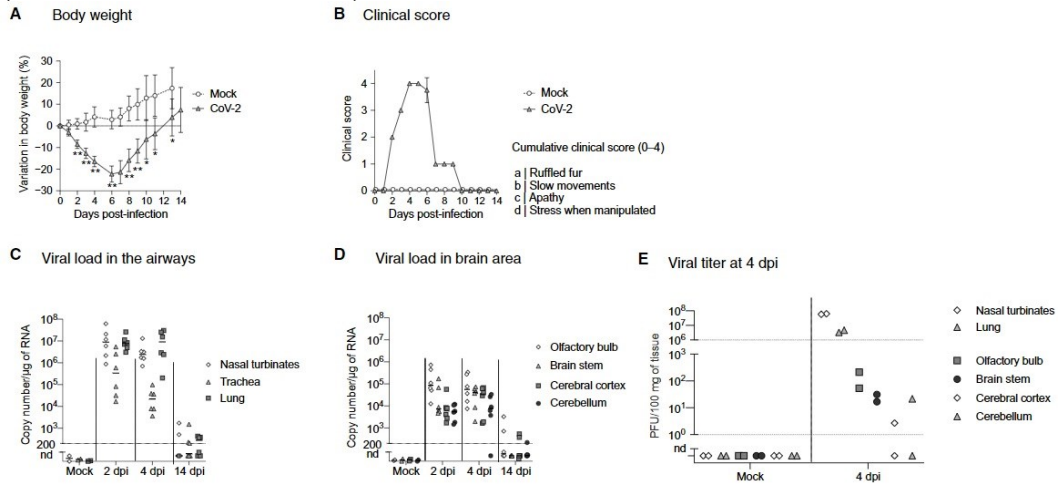 A Body weight
Variation in body weight (%)
30
20
10
0
−10
−20
−30
0 2 4 6 8 10 12 14
Days post-infection
Mock
CoV-2
** ** ** ** ** ** * * *
B Clinical score
Clinical score
4
3
2
1
0
0 2 4 6 8 10 12 14
Days post-infection
Mock
CoV-2
Cumulative clinical score (0–4)
a | Ruffled fur
b | Slow movements
c | Apathy
d | Stress when manipulated
C Viral load in the airways
Copy number/µg of RNA
10⁸
10⁷
10⁶
10⁵
10⁴
10³
200
nd
Mock 2 dpi 4 dpi 14 dpi
Nasal turbinates
Trachea
Lung
D Viral load in brain area
Copy number/µg of RNA
10⁸
10⁷
10⁶
10⁵
10⁴
10³
200
nd
Mock 2 dpi 4 dpi 14 dpi
Olfactory bulb
Brain stem
Cerebral cortex
Cerebellum
E Viral titer at 4 dpi
PFU/100 mg of tissue
10⁸
10⁷
10⁶
10³
10²
10¹
10⁰
nd
Mock 4 dpi
Nasal turbinates
Lung
Olfactory bulb
Brain stem
Cerebral cortex
Cerebellum